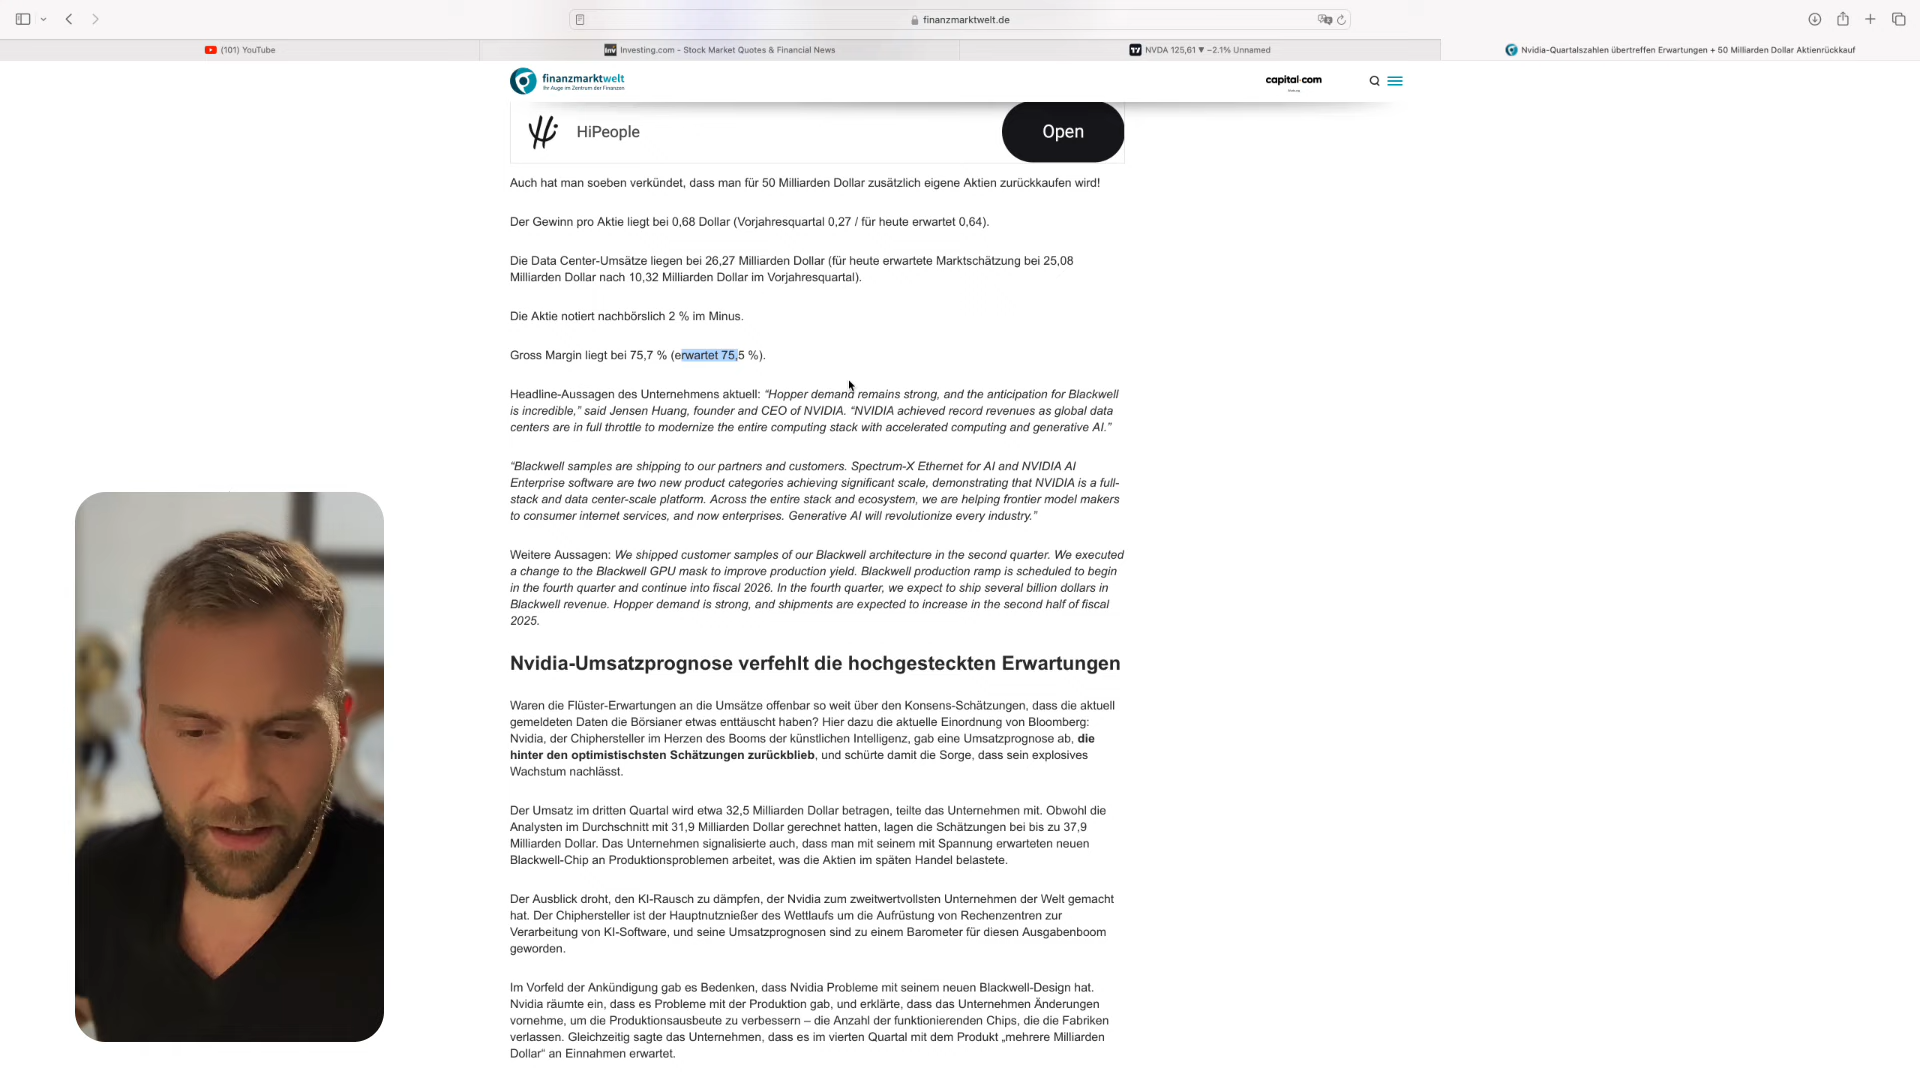 finanzmarktwelt.de
(101) YouTube
Investing.com - Stock Market Quotes & Financial News
NVDA 125,61 ▼ −2.1% Unnamed
Nvidia-Quartalszahlen übertreffen Erwartungen + 50 Milliarden Dollar Aktienrückkauf
finanzmarktwelt
Ihr Auge im Zentrum der Finanzen
capital.com
HiPeople
Open
Auch hat man soeben verkündet, dass man für 50 Milliarden Dollar zusätzlich eigene Aktien zurückkaufen wird!
Der Gewinn pro Aktie liegt bei 0,68 Dollar (Vorjahresquartal 0,27 / für heute erwartet 0,64).
Die Data Center-Umsätze liegen bei 26,27 Milliarden Dollar (für heute erwartete Marktschätzung bei 25,08
Milliarden Dollar nach 10,32 Milliarden Dollar im Vorjahresquartal).
Die Aktie notiert nachbörslich 2 % im Minus.
Gross Margin liegt bei 75,7 % (erwartet 75,5 %).
Headline-Aussagen des Unternehmens aktuell: “Hopper demand remains strong, and the anticipation for Blackwell
is incredible,” said Jensen Huang, founder and CEO of NVIDIA. “NVIDIA achieved record revenues as global data
centers are in full throttle to modernize the entire computing stack with accelerated computing and generative AI.”
“Blackwell samples are shipping to our partners and customers. Spectrum-X Ethernet for AI and NVIDIA AI
Enterprise software are two new product categories achieving significant scale, demonstrating that NVIDIA is a full-
stack and data center-scale platform. Across the entire stack and ecosystem, we are helping frontier model makers
to consumer internet services, and now enterprises. Generative AI will revolutionize every industry.”
Weitere Aussagen: We shipped customer samples of our Blackwell architecture in the second quarter. We executed
a change to the Blackwell GPU mask to improve production yield. Blackwell production ramp is scheduled to begin
in the fourth quarter and continue into fiscal 2026. In the fourth quarter, we expect to ship several billion dollars in
Blackwell revenue. Hopper demand is strong, and shipments are expected to increase in the second half of fiscal
2025.
Nvidia-Umsatzprognose verfehlt die hochgesteckten Erwartungen
Waren die Flüster-Erwartungen an die Umsätze offenbar so weit über den Konsens-Schätzungen, dass die aktuell
gemeldeten Daten die Börsianer etwas enttäuscht haben? Hier dazu die aktuelle Einordnung von Bloomberg:
Nvidia, der Chiphersteller im Herzen des Booms der künstlichen Intelligenz, gab eine Umsatzprognose ab, die
hinter den optimistischsten Schätzungen zurückblieb, und schürte damit die Sorge, dass sein explosives
Wachstum nachlässt.
Der Umsatz im dritten Quartal wird etwa 32,5 Milliarden Dollar betragen, teilte das Unternehmen mit. Obwohl die
Analysten im Durchschnitt mit 31,9 Milliarden Dollar gerechnet hatten, lagen die Schätzungen bei bis zu 37,9
Milliarden Dollar. Das Unternehmen signalisierte auch, dass man mit seinem mit Spannung erwarteten neuen
Blackwell-Chip an Produktionsproblemen arbeitet, was die Aktien im späten Handel belastete.
Der Ausblick droht, den KI-Rausch zu dämpfen, der Nvidia zum zweitwertvollsten Unternehmen der Welt gemacht
hat. Der Chiphersteller ist der Hauptnutznießer des Wettlaufs um die Aufrüstung von Rechenzentren zur
Verarbeitung von KI-Software, und seine Umsatzprognosen sind zu einem Barometer für diesen Ausgabenboom
geworden.
Im Vorfeld der Ankündigung gab es Bedenken, dass Nvidia Probleme mit seinem neuen Blackwell-Design hat.
Nvidia räumte ein, dass es Probleme mit der Produktion gab, und erklärte, dass das Unternehmen Änderungen
vornehme, um die Produktionsausbeute zu verbessern – die Anzahl der funktionierenden Chips, die die Fabriken
verlassen. Gleichzeitig sagte das Unternehmen, dass es im vierten Quartal mit dem Produkt „mehrere Milliarden
Dollar“ an Einnahmen erwartet.